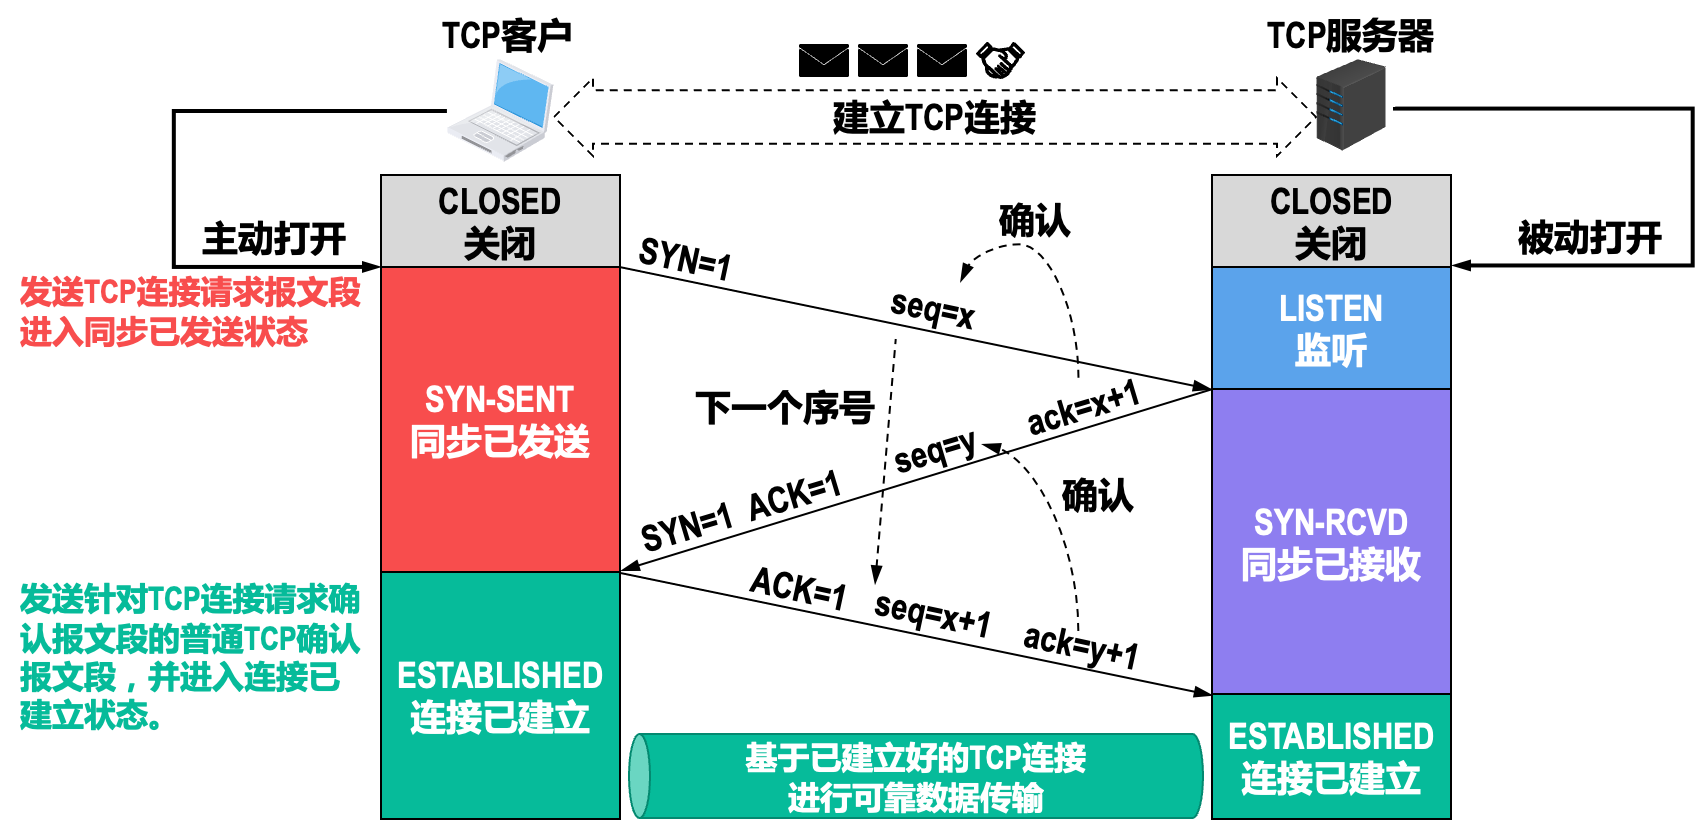 TCP客户
TCP服务器
建立TCP连接
CLOSED
关闭
CLOSED
关闭
主动打开
被动打开
发送TCP连接请求报文段
进入同步已发送状态
SYN=1
seq=x
确认
LISTEN
监听
SYN-SENT
同步已发送
下一个序号
ack=x+1
seq=y
SYN=1 ACK=1
确认
SYN-RCVD
同步已接收
发送针对TCP连接请求确
认报文段的普通TCP确认
报文段，并进入连接已
建立状态。
ACK=1
seq=x+1
ack=y+1
ESTABLISHED
连接已建立
ESTABLISHED
连接已建立
基于已建立好的TCP连接
进行可靠数据传输